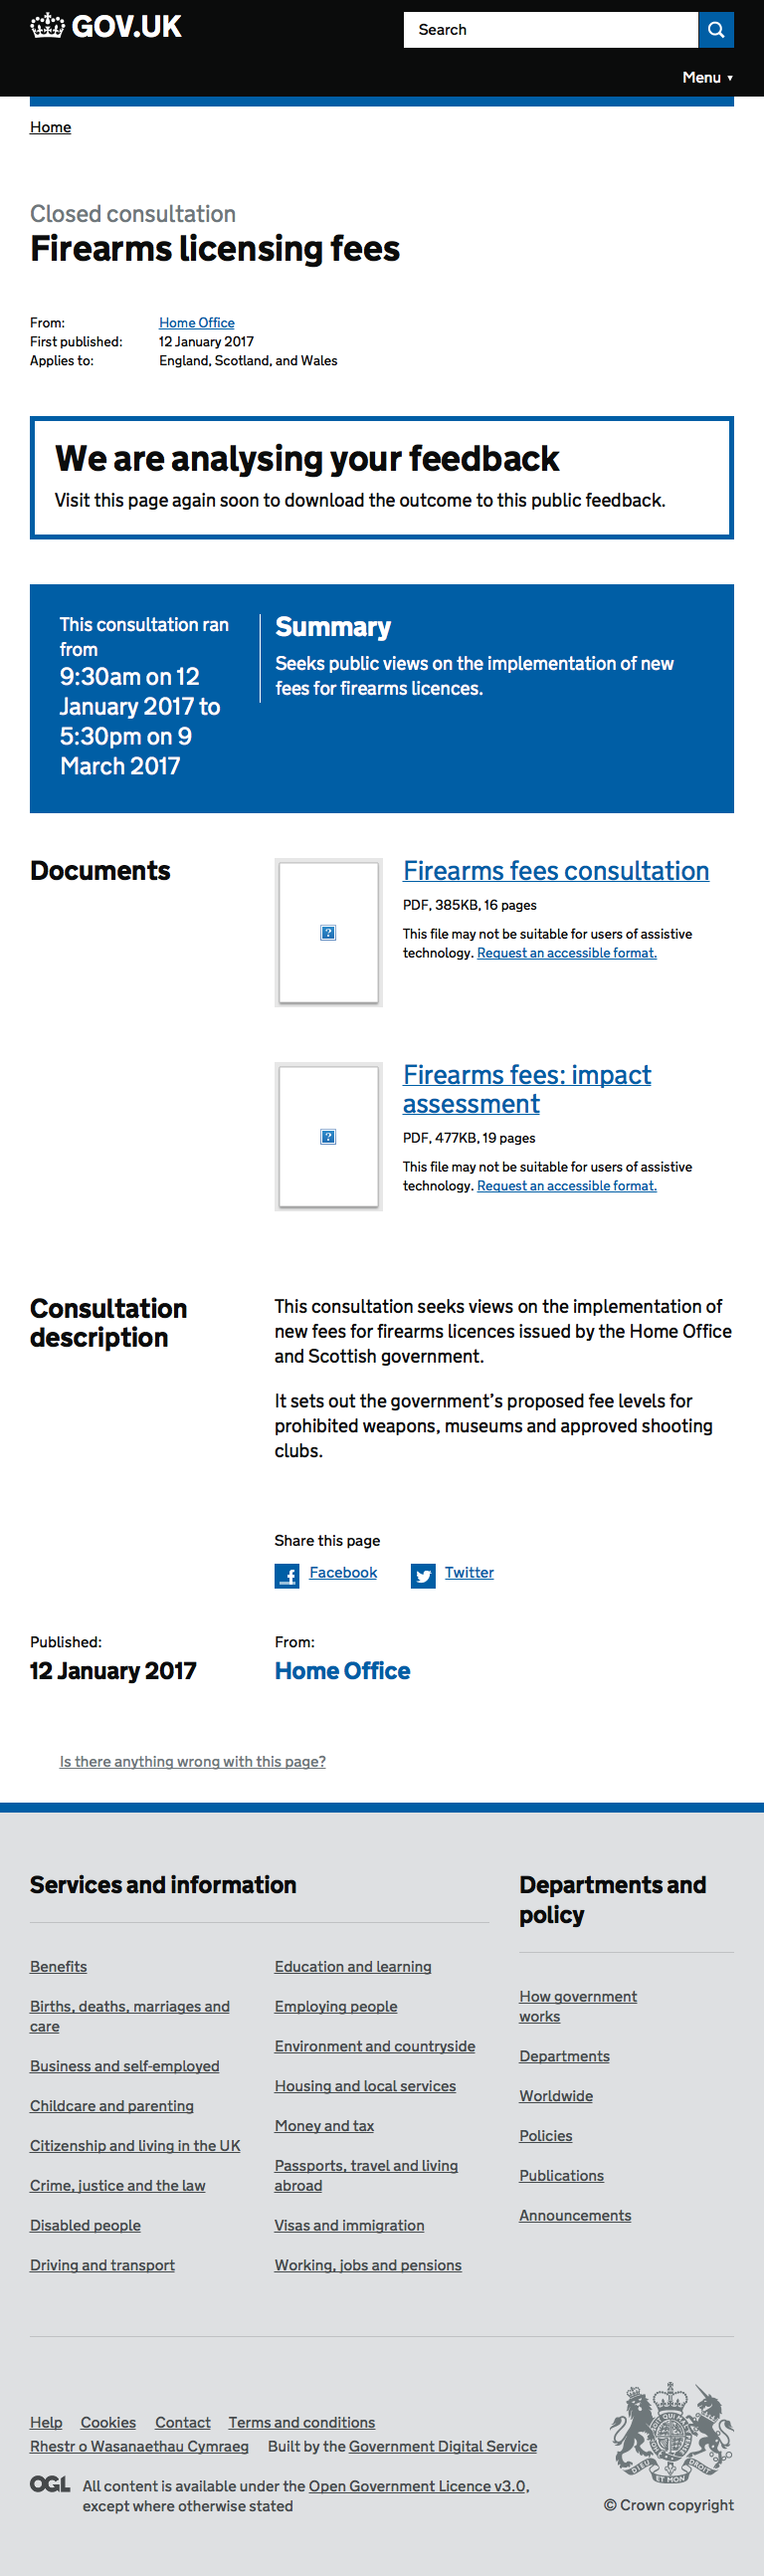 GOV.UK
Search
Menu ▼
Home
Closed consultation
Firearms licensing fees
From: Home Office
First published: 12 January 2017
Applies to: England, Scotland, and Wales
We are analysing your feedback
Visit this page again soon to download the outcome to this public feedback.
This consultation ran
from
9:30am on 12
January 2017 to
5:30pm on 9
March 2017
Summary
Seeks public views on the implementation of new
fees for firearms licences.
Documents
Firearms fees consultation
PDF, 385KB, 16 pages
This file may not be suitable for users of assistive
technology. Request an accessible format.
Firearms fees: impact
assessment
PDF, 477KB, 19 pages
This file may not be suitable for users of assistive
technology. Request an accessible format.
Consultation
description
This consultation seeks views on the implementation of
new fees for firearms licences issued by the Home Office
and Scottish government.
It sets out the government's proposed fee levels for
prohibited weapons, museums and approved shooting
clubs.
Share this page
Facebook
Twitter
Published:
12 January 2017
From:
Home Office
Is there anything wrong with this page?
Services and information
Benefits
Births, deaths, marriages and
care
Business and self-employed
Childcare and parenting
Citizenship and living in the UK
Crime, justice and the law
Disabled people
Driving and transport
Education and learning
Employing people
Environment and countryside
Housing and local services
Money and tax
Passports, travel and living
abroad
Visas and immigration
Working, jobs and pensions
Departments and
policy
How government
works
Departments
Worldwide
Policies
Publications
Announcements
Help Cookies Contact Terms and conditions
Rhestr o Wasanaethau Cymraeg Built by the Government Digital Service
OGL
All content is available under the Open Government Licence v3.0,
except where otherwise stated
DIEU ET MON DROIT
© Crown copyright